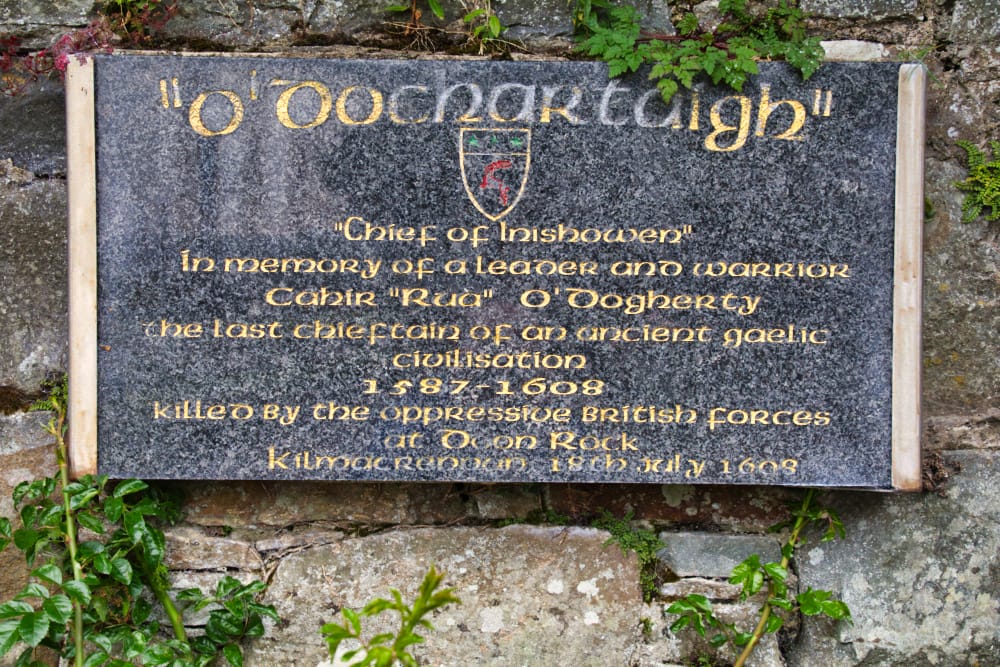 "O'Dochartaigh"
"Chief of Inishowen"
In memory of a leader and warrior
Cahir "Ruà" O'Dogherty
the last chieftain of an ancient gaelic
civilisation
1587-1608
killed by the oppressive British forces
at Doon Rock
Kilmacrennan, 18th July 1608